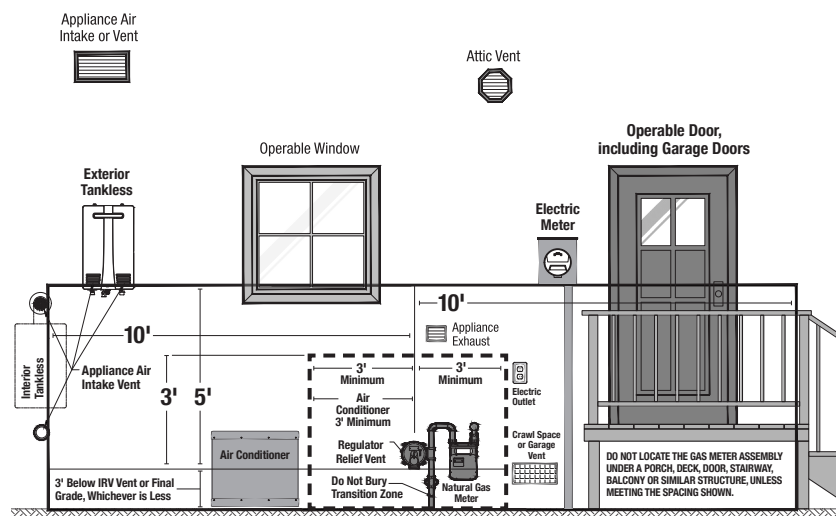 Appliance Air
Intake or Vent
Attic Vent
Operable Door,
including Garage Doors
Operable Window
Exterior
Tankless
Electric
Meter
10'
10'
Appliance
Exhaust
Interior
Tankless
Appliance Air
Intake Vent
3'
5'
3'
Minimum
3'
Minimum
Air
Conditioner
3' Minimum
Electric
Outlet
Regulator
Relief Vent
Crawl Space
or Garage
Vent
Air Conditioner
3' Below IRV Vent or Final
Grade, Whichever is Less
Do Not Bury
Transition Zone
Natural Gas
Meter
DO NOT LOCATE THE GAS METER ASSEMBLY
UNDER A PORCH, DECK, DOOR, STAIRWAY,
BALCONY OR SIMILAR STRUCTURE, UNLESS
MEETING THE SPACING SHOWN.